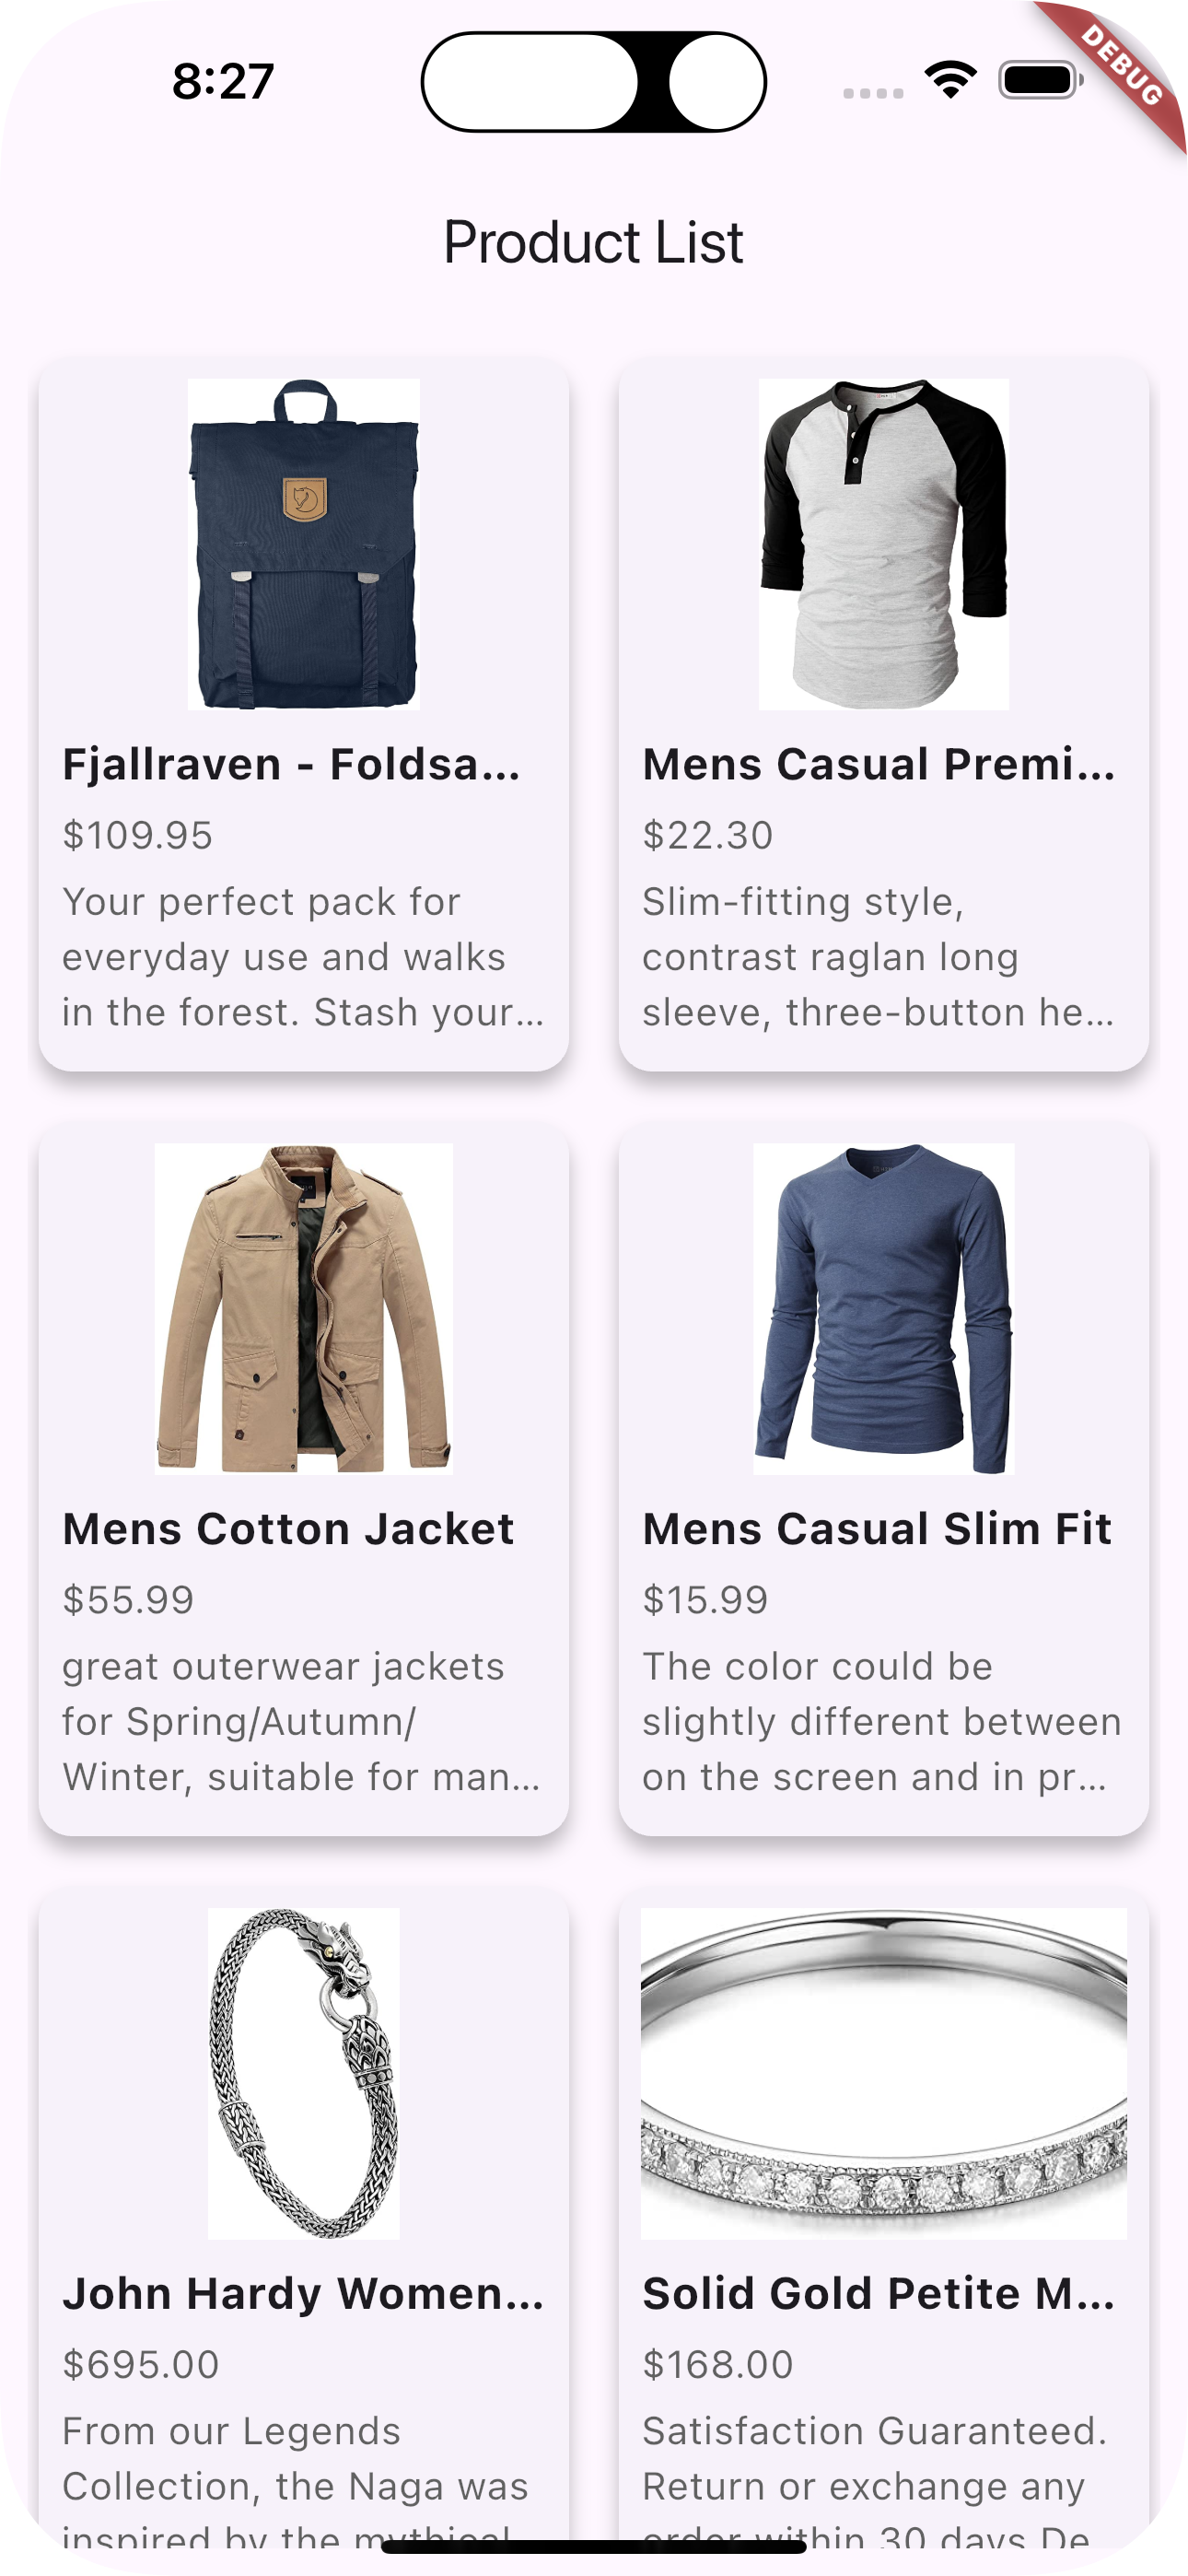 8:27
DEBUG
Product List
Fjallraven - Foldsa...
$109.95
Your perfect pack for
everyday use and walks
in the forest. Stash your...
Mens Casual Premi...
$22.30
Slim-fitting style,
contrast raglan long
sleeve, three-button he...
Mens Cotton Jacket
$55.99
great outerwear jackets
for Spring/Autumn/
Winter, suitable for man...
Mens Casual Slim Fit
$15.99
The color could be
slightly different between
on the screen and in pr...
John Hardy Women...
$695.00
From our Legends
Collection, the Naga was
inspired by the mythical
Solid Gold Petite M...
$168.00
Satisfaction Guaranteed.
Return or exchange any
order within 30 days.De